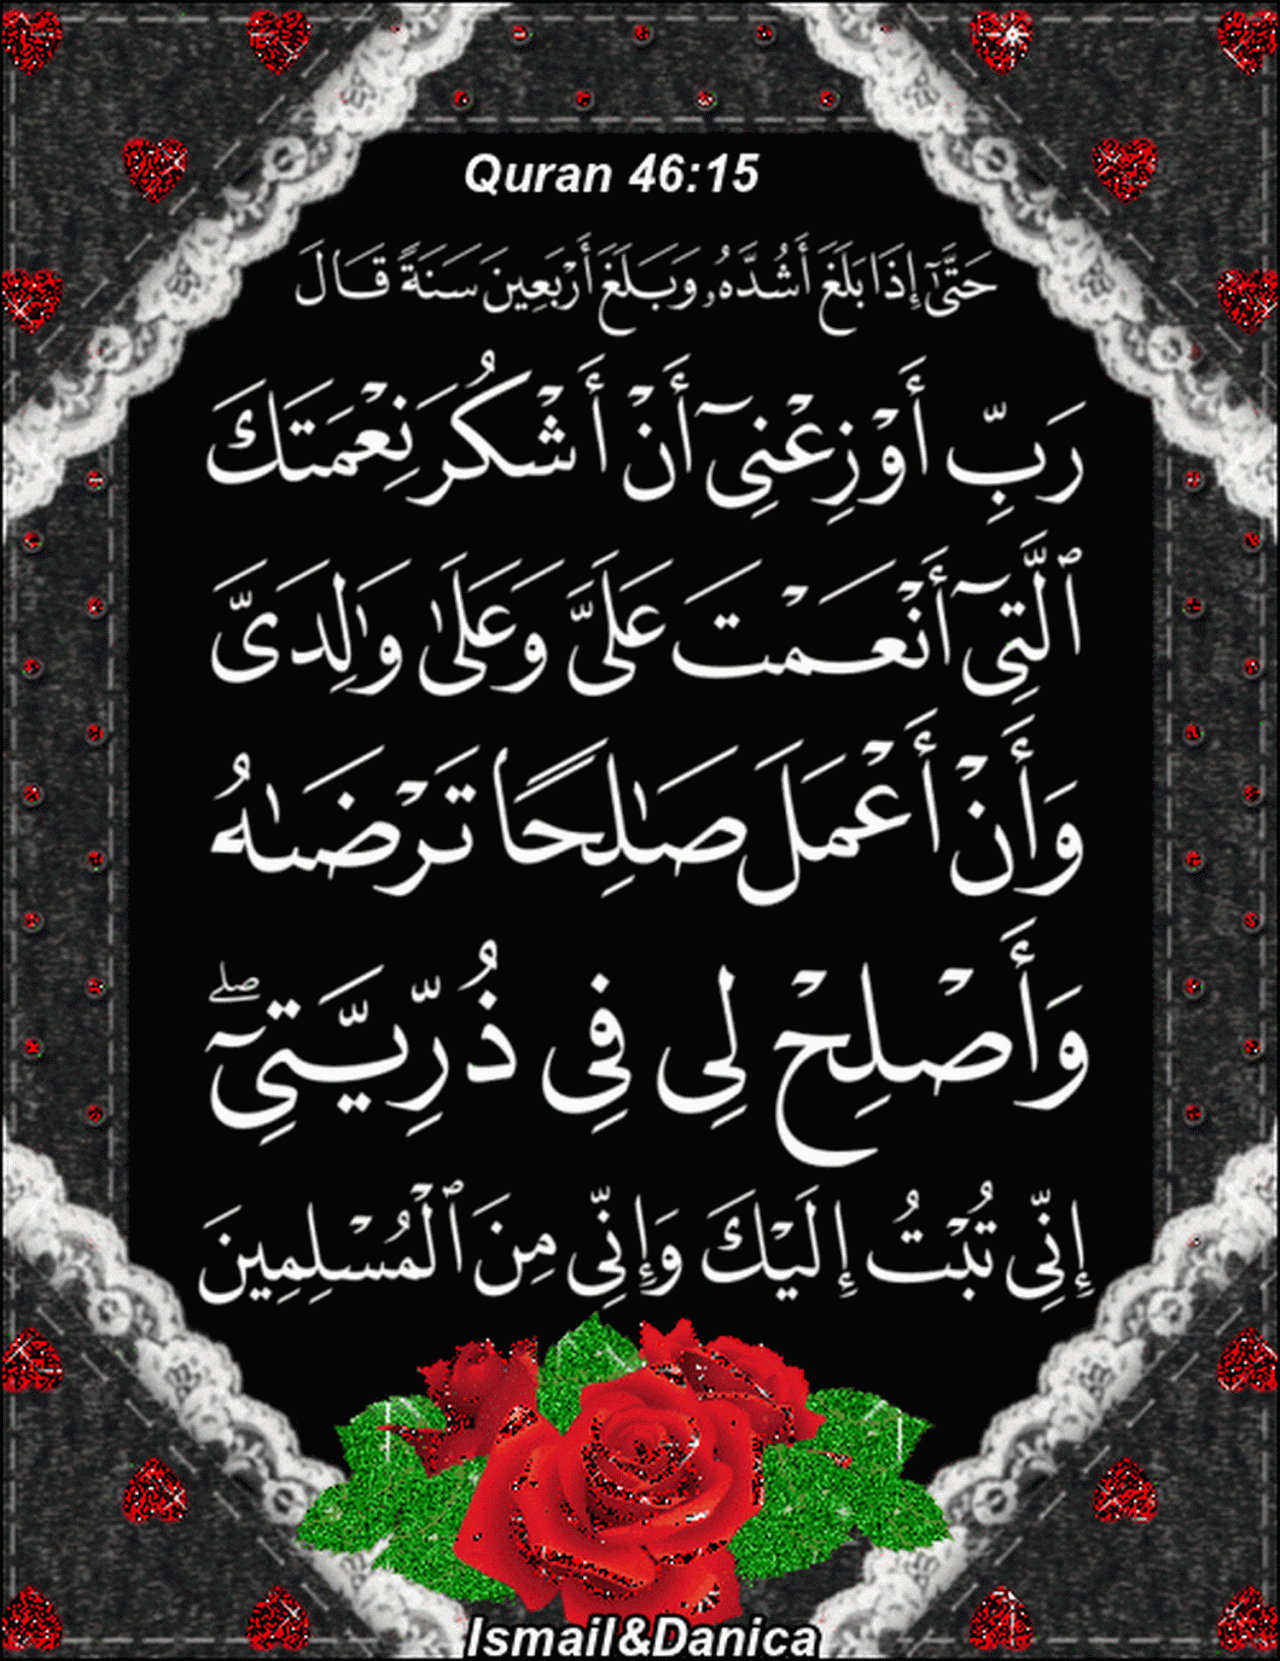 Quran 46:15
حَتَّىٰٓ إِذَا بَلَغَ أَشُدَّهُۥ وَبَلَغَ أَرْبَعِينَ سَنَةً قَالَ
رَبِّ أَوْزِعْنِىٓ أَنْ أَشْكُرَ نِعْمَتَكَ
ٱلَّتِىٓ أَنْعَمْتَ عَلَىَّ وَعَلَىٰ وَٰلِدَىَّ
وَأَنْ أَعْمَلَ صَـٰلِحًا تَرْضَىٰهُ
وَأَصْلِحْ لِى فِى ذُرِّيَّتِىٓ ۖ
إِنِّى تُبْتُ إِلَيْكَ وَإِنِّى مِنَ ٱلْمُسْلِمِينَ
Ismail&Danica